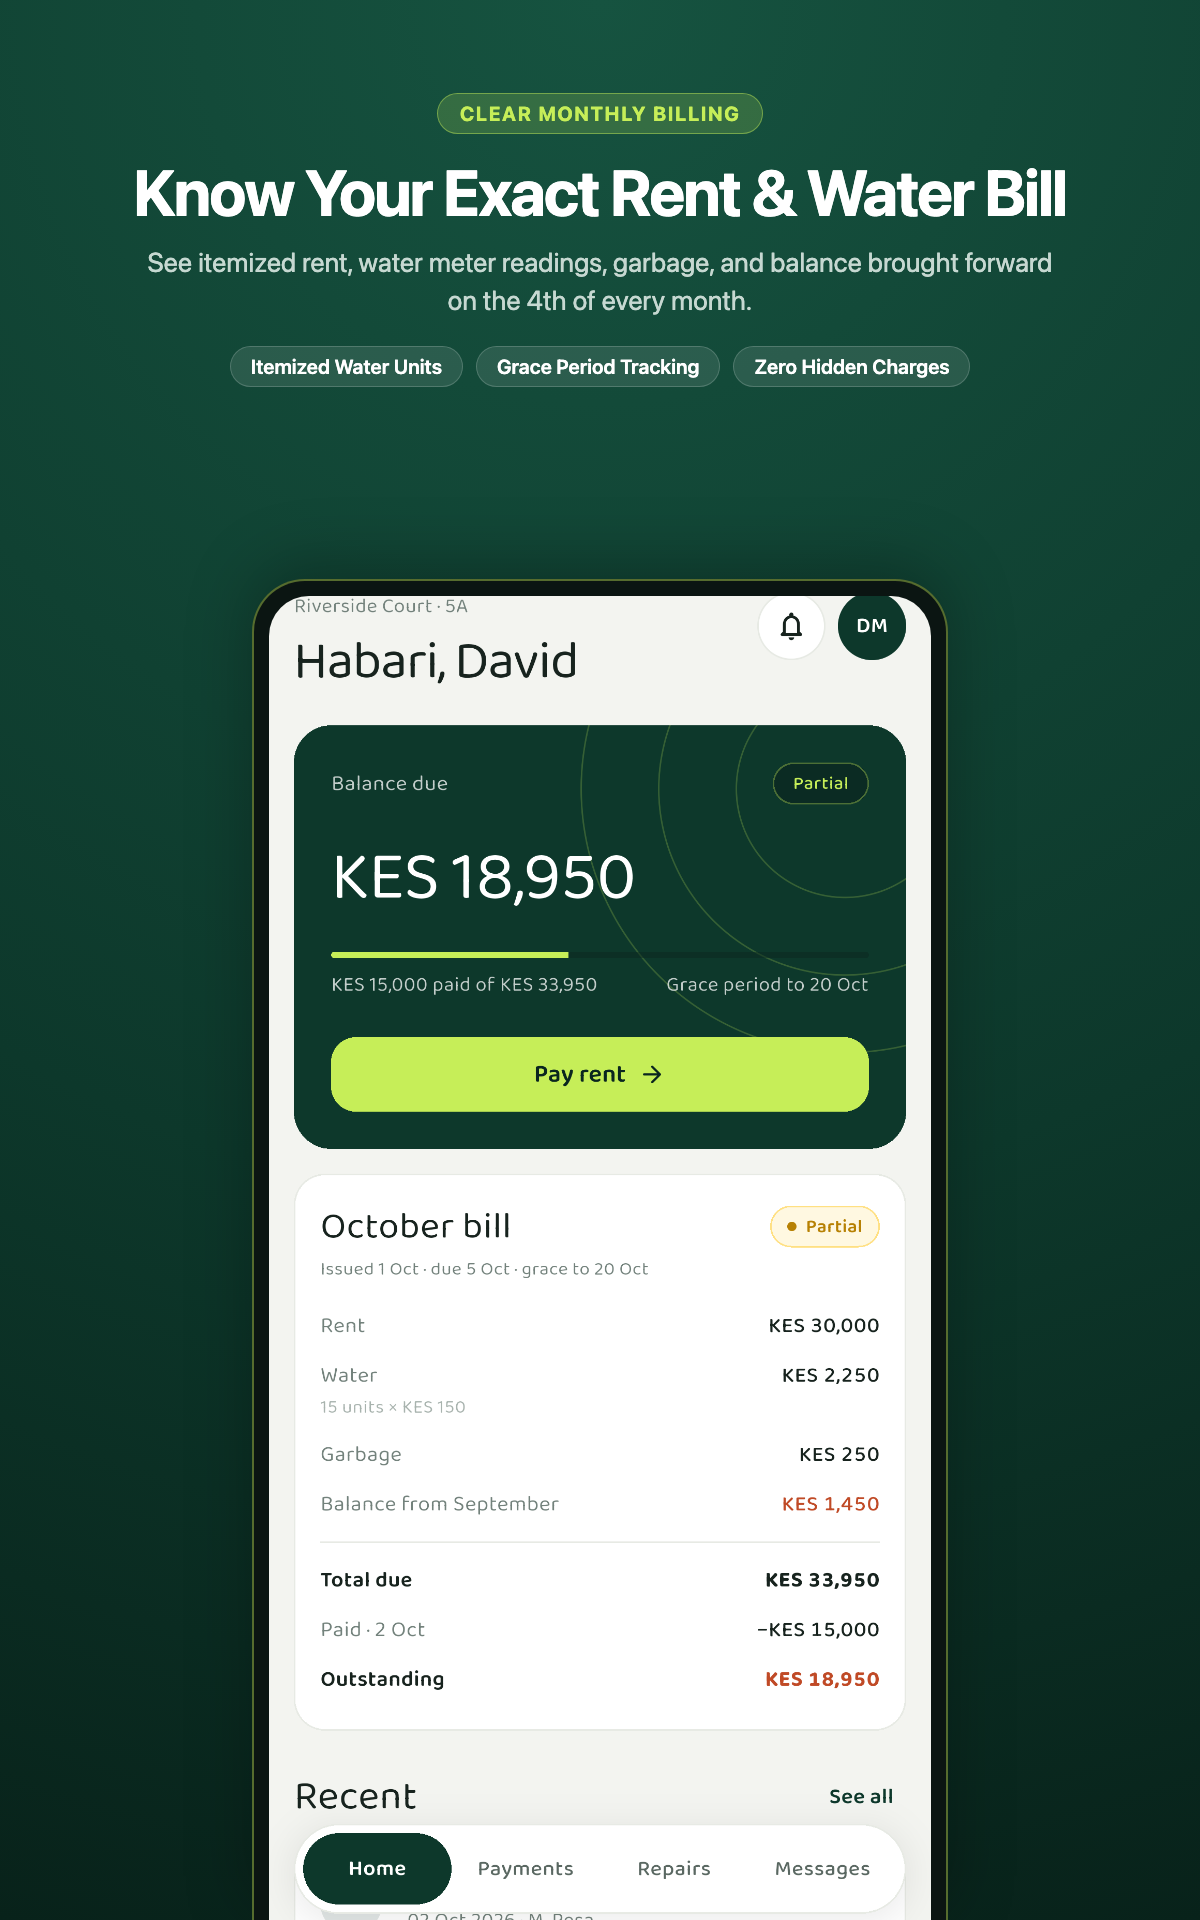 CLEAR MONTHLY BILLING
Know Your Exact Rent & Water Bill
See itemized rent, water meter readings, garbage, and balance brought forward
on the 4th of every month.
Itemized Water Units
Grace Period Tracking
Zero Hidden Charges
Riverside Court · 5A
DM
Habari, David
Balance due
Partial
KES 18,950
KES 15,000 paid of KES 33,950
Grace period to 20 Oct
Pay rent →
October bill
Partial
Issued 1 Oct · due 5 Oct · grace to 20 Oct
Rent KES 30,000
Water KES 2,250
15 units × KES 150
Garbage KES 250
Balance from September KES 1,450
Total due KES 33,950
Paid · 2 Oct −KES 15,000
Outstanding KES 18,950
Recent
See all
Home
Payments
Repairs
Messages
02 Oct 2026 · M-Pesa